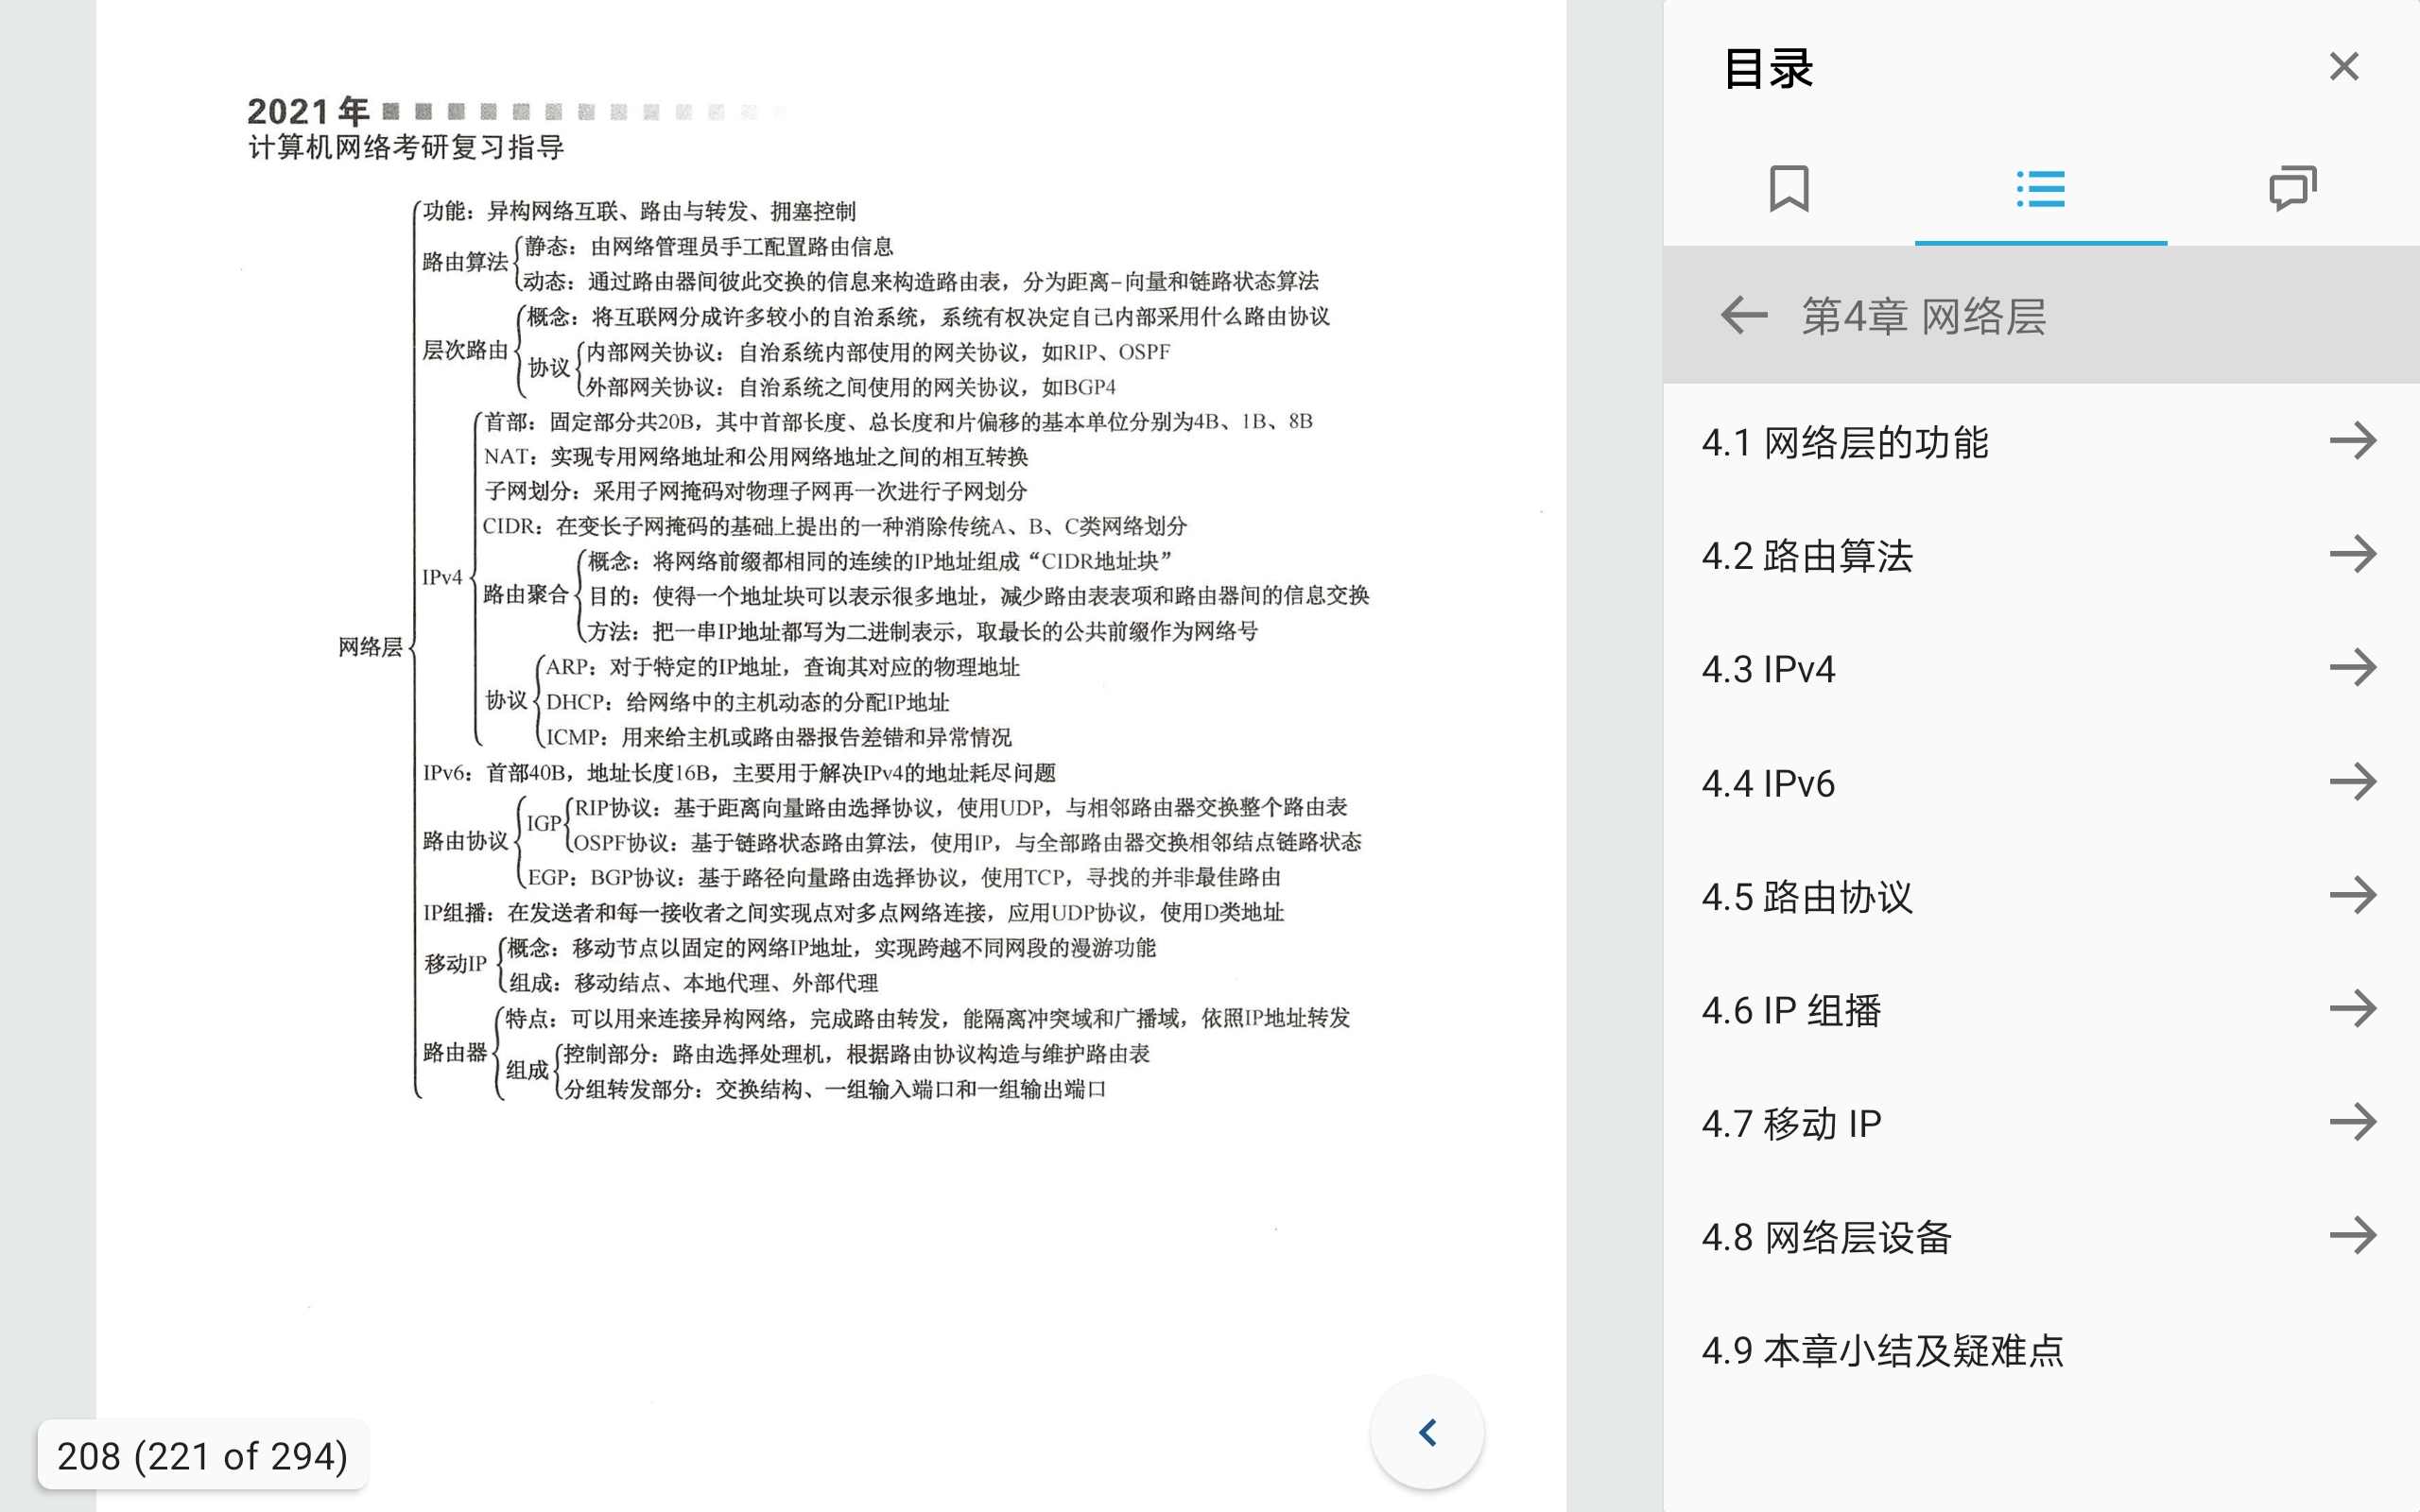 2021年
计算机网络考研复习指导
功能：异构网络互联、路由与转发、拥塞控制
路由算法
静态：由网络管理员手工配置路由信息
动态：通过路由器间彼此交换的信息来构造路由表，分为距离-向量和链路状态算法
层次路由
概念：将互联网分成许多较小的自治系统，系统有权决定自己内部采用什么路由协议
协议
内部网关协议：自治系统内部使用的网关协议，如RIP、OSPF
外部网关协议：自治系统之间使用的网关协议，如BGP4
网络层
IPv4
首部：固定部分共20B，其中首部长度、总长度和片偏移的基本单位分别为4B、1B、8B
NAT：实现专用网络地址和公用网络地址之间的相互转换
子网划分：采用子网掩码对物理子网再一次进行子网划分
CIDR：在变长子网掩码的基础上提出的一种消除传统A、B、C类网络划分
路由聚合
概念：将网络前缀都相同的连续的IP地址组成“CIDR地址块”
目的：使得一个地址块可以表示很多地址，减少路由表表项和路由器间的信息交换
方法：把一串IP地址都写为二进制表示，取最长的公共前缀作为网络号
协议
ARP：对于特定的IP地址，查询其对应的物理地址
DHCP：给网络中的主机动态的分配IP地址
ICMP：用来给主机或路由器报告差错和异常情况
IPv6：首部40B，地址长度16B，主要用于解决IPv4的地址耗尽问题
路由协议
IGP
RIP协议：基于距离向量路由选择协议，使用UDP，与相邻路由器交换整个路由表
OSPF协议：基于链路状态路由算法，使用IP，与全部路由器交换相邻结点链路状态
EGP：BGP协议：基于路径向量路由选择协议，使用TCP，寻找的并非最佳路由
IP组播：在发送者和每一接收者之间实现点对多点网络连接，应用UDP协议，使用D类地址
移动IP
概念：移动节点以固定的网络IP地址，实现跨越不同网段的漫游功能
组成：移动结点、本地代理、外部代理
路由器
特点：可以用来连接异构网络，完成路由转发，能隔离冲突域和广播域，依照IP地址转发
组成
控制部分：路由选择处理机，根据路由协议构造与维护路由表
分组转发部分：交换结构、一组输入端口和一组输出端口
208 (221 of 294)
目录
第4章 网络层
4.1 网络层的功能
4.2 路由算法
4.3 IPv4
4.4 IPv6
4.5 路由协议
4.6 IP 组播
4.7 移动 IP
4.8 网络层设备
4.9 本章小结及疑难点